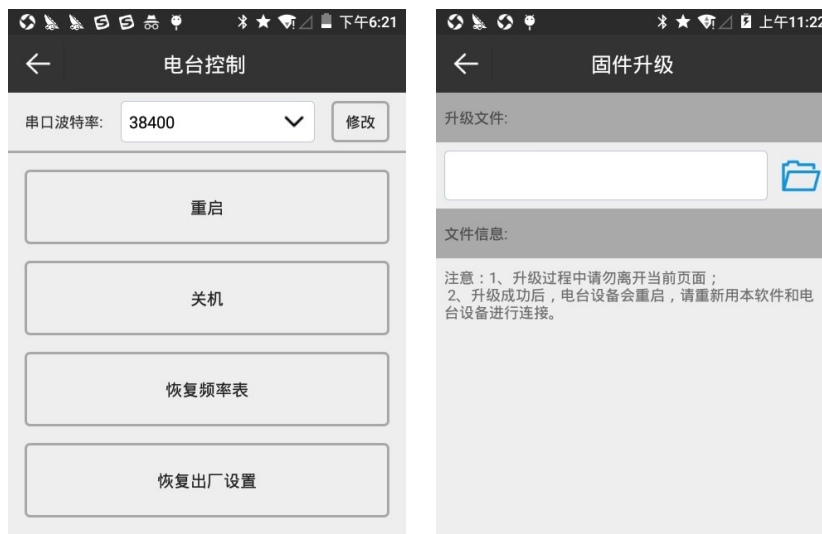 下午6:21
电台控制
串口波特率:
38400
修改
重启
关机
恢复频率表
恢复出厂设置
上午11:22
固件升级
升级文件:
文件信息:
注意：1、升级过程中请勿离开当前页面；
2、升级成功后，电台设备会重启，请重新用本软件和电
台设备进行连接。